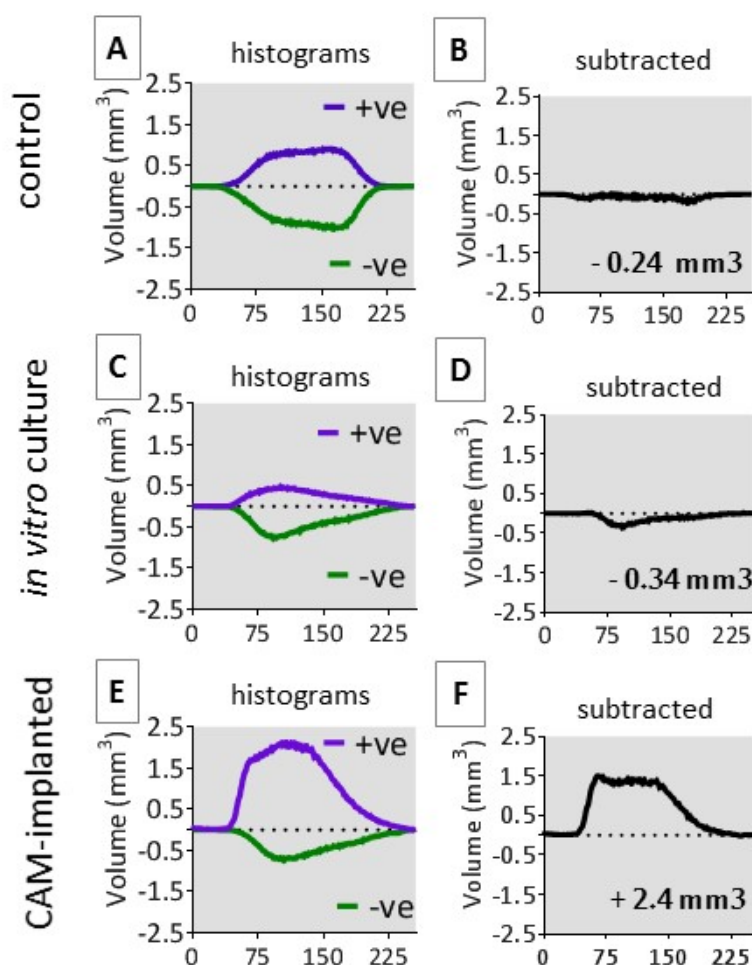 control
A
histograms
Volume (mm³)
2.5
1.5
0.5
-0.5
-1.5
-2.5
+ve
-ve
0 75 150 225
B
subtracted
Volume (mm³)
2.5
1.5
0.5
-0.5
-1.5
-2.5
- 0.24 mm3
0 75 150 225
in vitro culture
C
histograms
Volume (mm³)
2.5
1.5
0.5
-0.5
-1.5
-2.5
+ve
-ve
0 75 150 225
D
subtracted
Volume (mm³)
2.5
1.5
0.5
-0.5
-1.5
-2.5
- 0.34 mm3
0 75 150 225
CAM-implanted
E
histograms
Volume (mm³)
2.5
1.5
0.5
-0.5
-1.5
-2.5
+ve
-ve
0 75 150 225
F
subtracted
Volume (mm³)
2.5
1.5
0.5
-0.5
-1.5
-2.5
+ 2.4 mm3
0 75 150 225